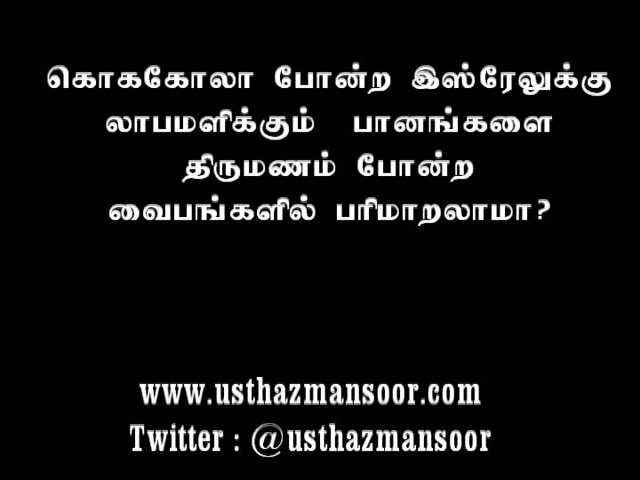 கொககோலா போன்ற இஸ்ரேலுக்கு
லாபமளிக்கும் பானங்களை
திருமணம் போன்ற
வைபங்களில் பரிமாறலாமா?
www.usthazmansoor.com
Twitter : @usthazmansoor